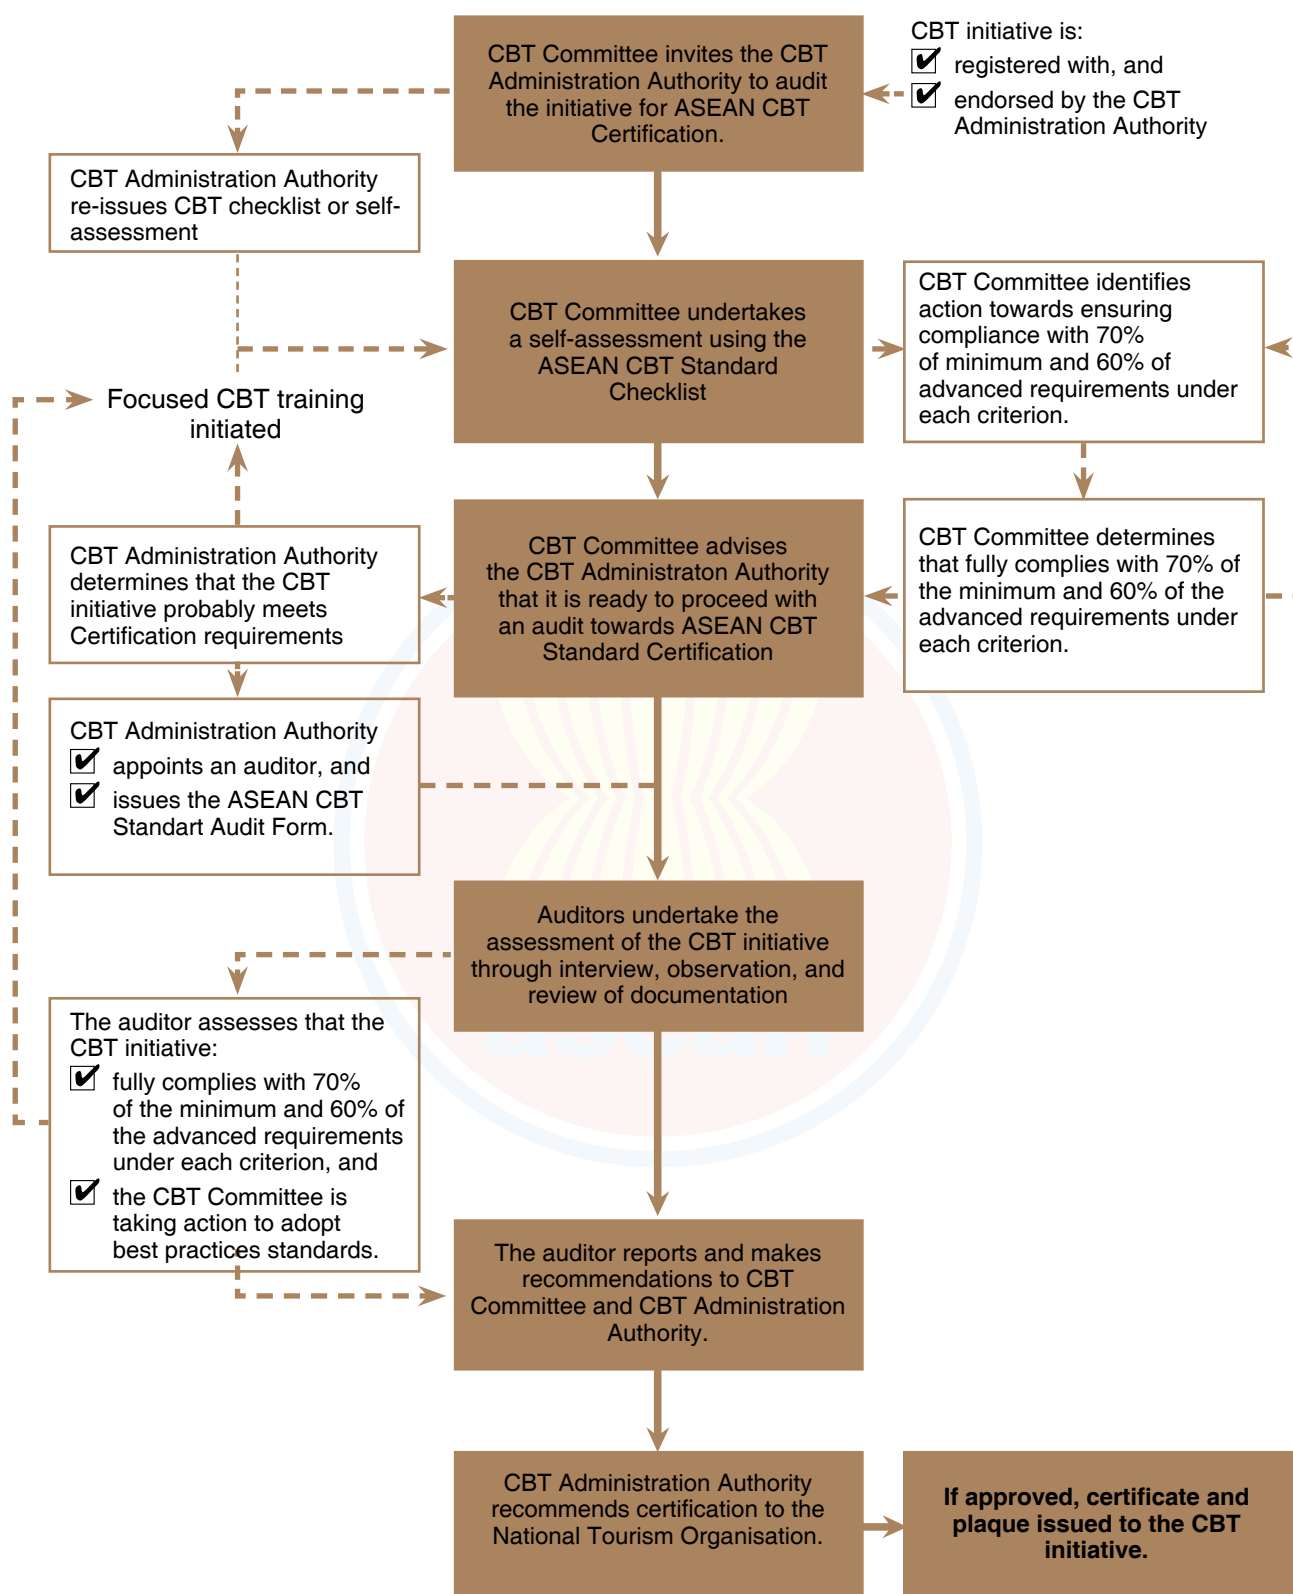 CBT Committee invites the CBT
Administration Authority to audit
the initiative for ASEAN CBT
Certification.
CBT initiative is:
registered with, and
endorsed by the CBT
Administration Authority
CBT Administration Authority
re-issues CBT checklist or self-
assessment
CBT Committee undertakes
a self-assessment using the
ASEAN CBT Standard
Checklist
CBT Committee identifies
action towards ensuring
compliance with 70%
of minimum and 60% of
advanced requirements under
each criterion.
Focused CBT training
initiated
CBT Administration Authority
determines that the CBT
initiative probably meets
Certification requirements
CBT Committee advises
the CBT Administraton Authority
that it is ready to proceed with
an audit towards ASEAN CBT
Standard Certification
CBT Committee determines
that fully complies with 70% of
the minimum and 60% of the
advanced requirements under
each criterion.
CBT Administration Authority
appoints an auditor, and
issues the ASEAN CBT
Standart Audit Form.
Auditors undertake the
assessment of the CBT initiative
through interview, observation, and
review of documentation
asean
The auditor assesses that the
CBT initiative:
fully complies with 70%
of the minimum and 60% of
the advanced requirements
under each criterion, and
the CBT Committee is
taking action to adopt
best practices standards.
The auditor reports and makes
recommendations to CBT
Committee and CBT Administration
Authority.
CBT Administration Authority
recommends certification to the
National Tourism Organisation.
If approved, certificate and
plaque issued to the CBT
initiative.